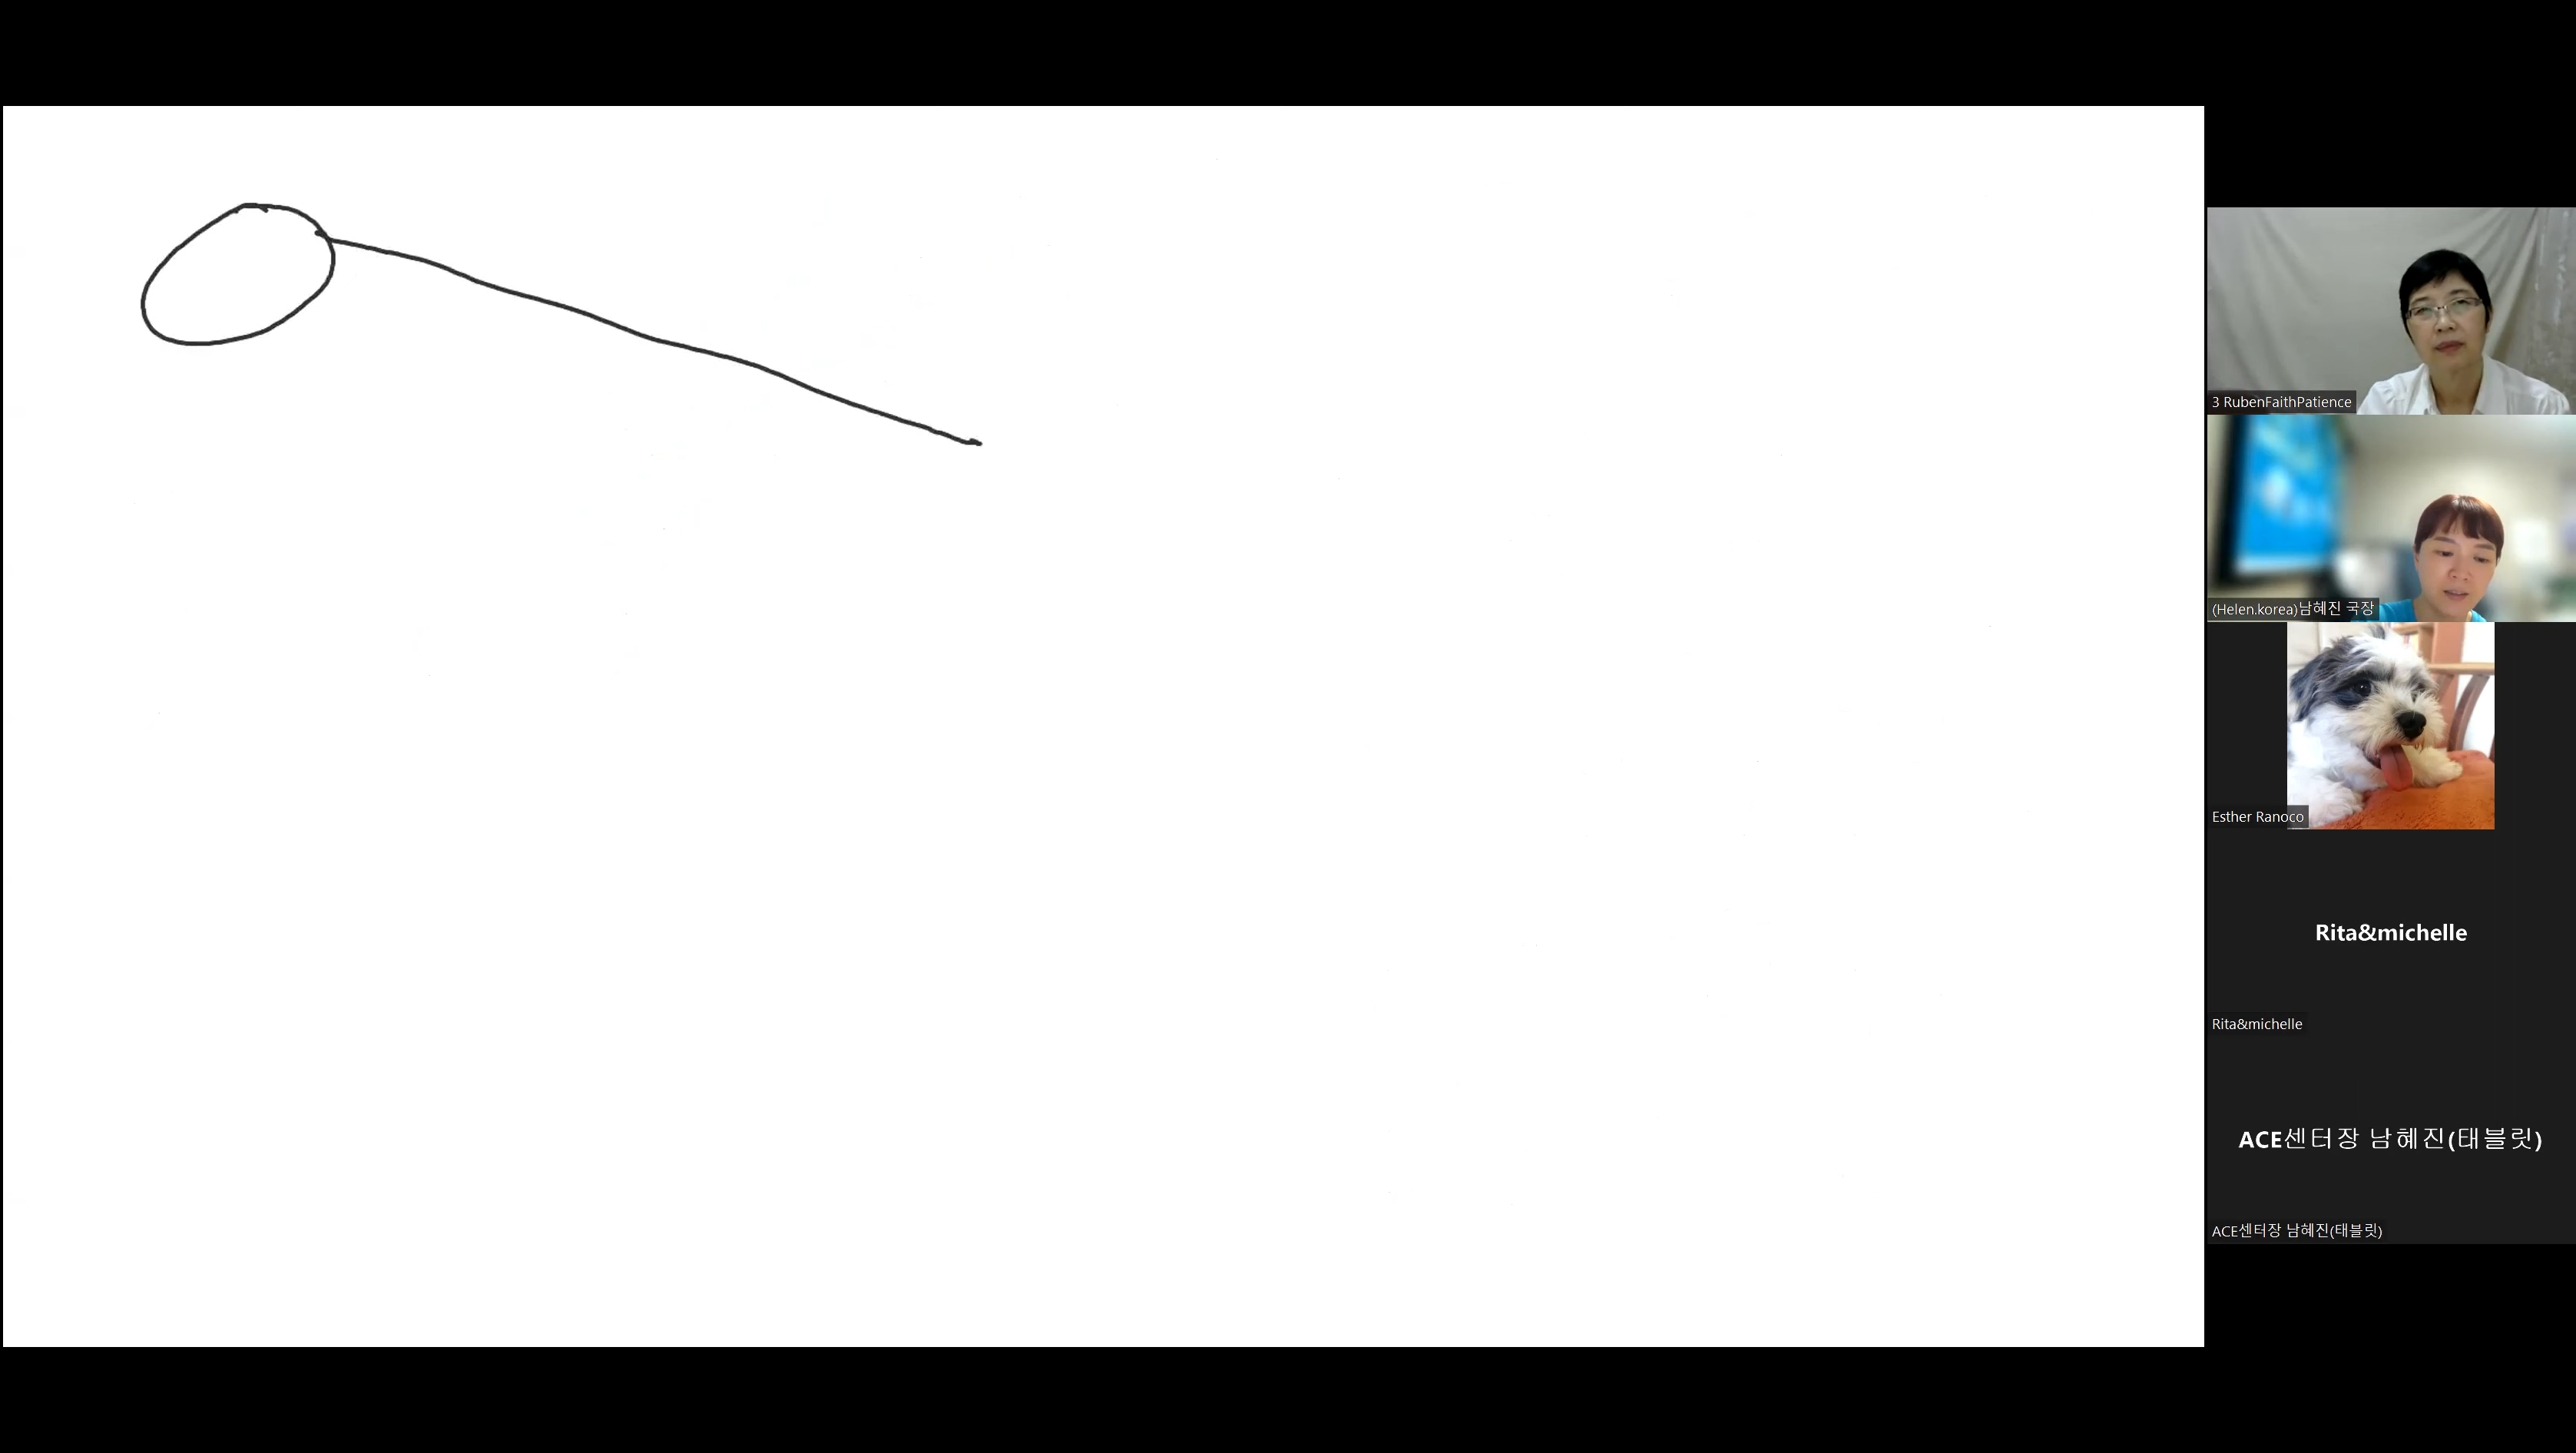 3 RubenFaithPatience
(Helen.korea)남혜진 국장
Esther Ranoco
Rita&michelle
Rita&michelle
ACE센터장 남혜진(태블릿)
ACE센터장 남혜진(태블릿)